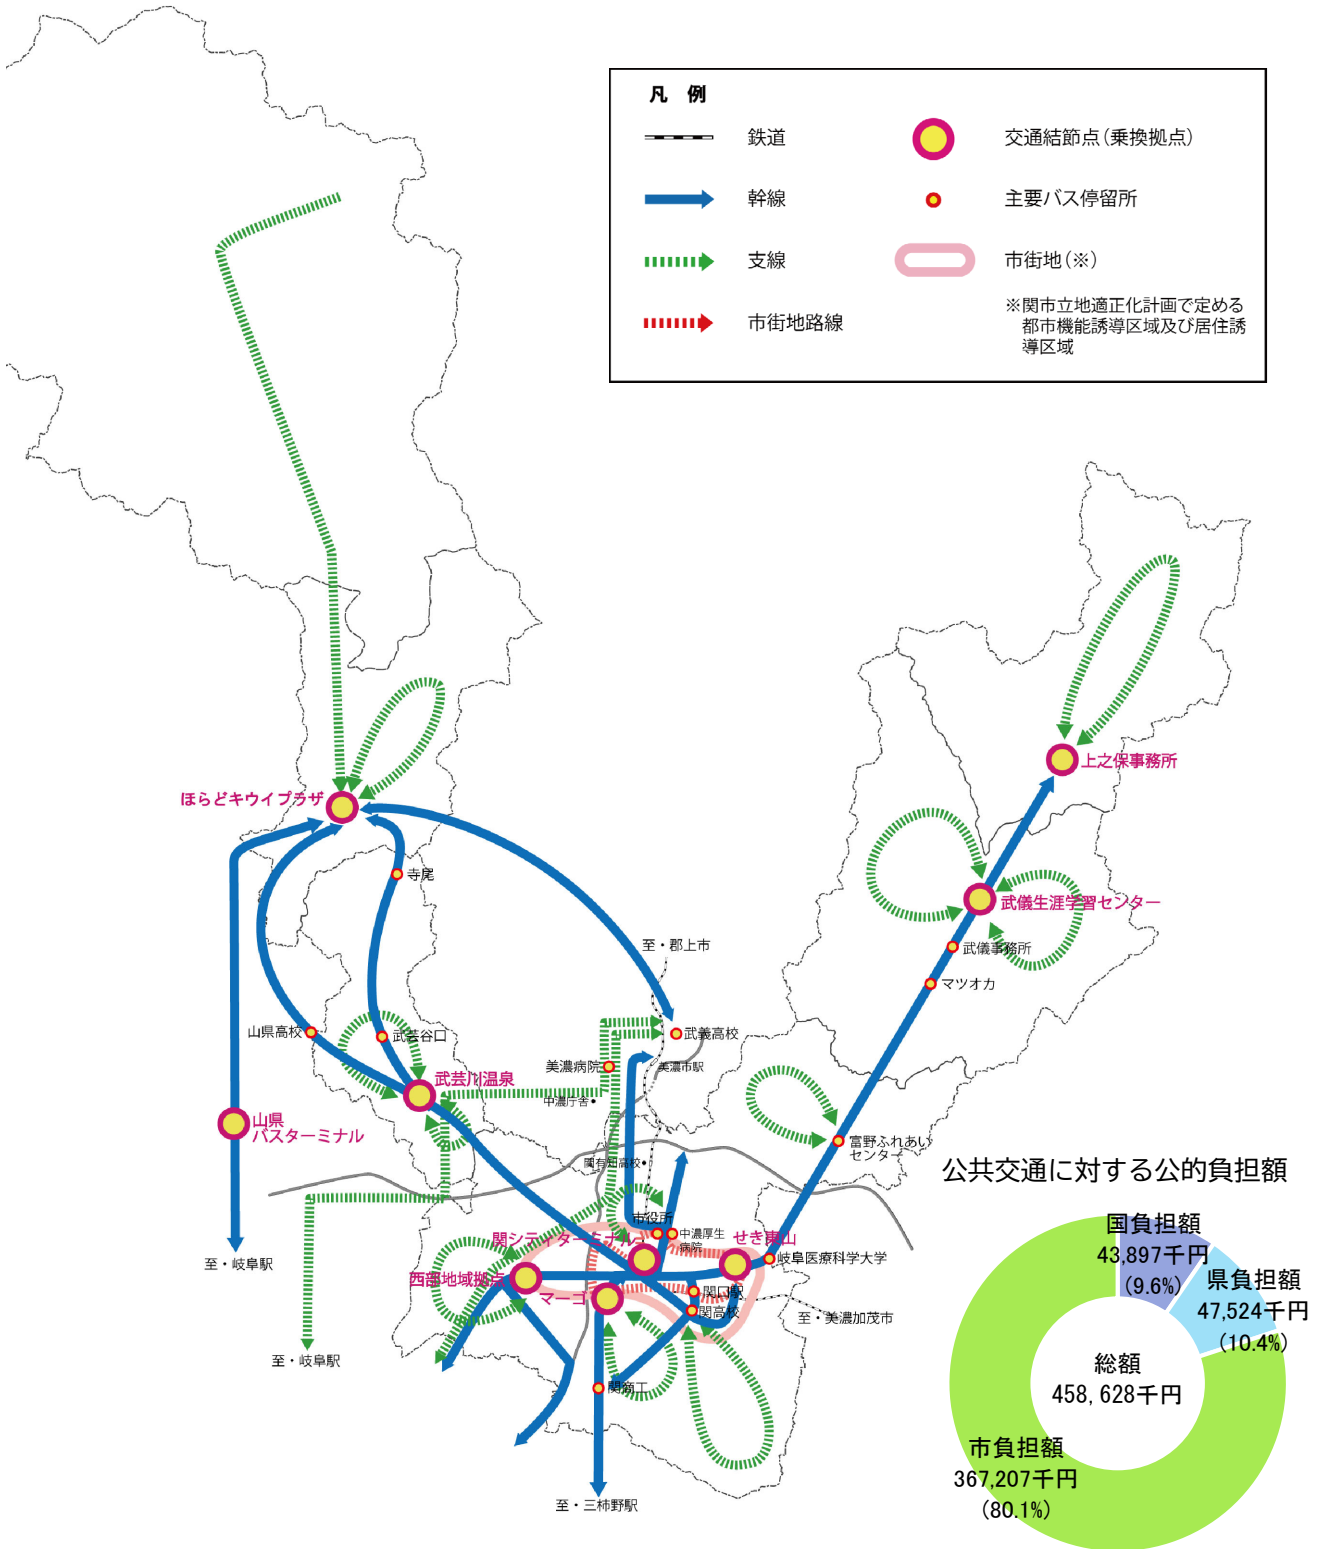 凡 例
鉄道
幹線
支線
市街地路線
交通結節点(乗換拠点)
主要バス停留所
市街地(※)
※関市立地適正化計画で定める
都市機能誘導区域及び居住誘
導区域
上之保事務所
ほらどキウイプラザ
寺尾
武儀生涯学習センター
至・郡上市
武儀事務所
マツオカ
山県高校
武芸谷口
武義高校
美濃病院
美濃市駅
武芸川温泉
中濃庁舎
山県
バスターミナル
富野ふれあい
センター
関有知高校
市役所
関シティターミナル
中濃厚生
病院
せき東山
岐阜医療科学大学
至・岐阜駅
西部地域拠点
マーゴ
関口駅
関高校
至・美濃加茂市
至・岐阜駅
関商工
至・三柿野駅
公共交通に対する公的負担額
国負担額
43,897千円
(9.6%)
県負担額
47,524千円
(10.4%)
総額
458,628千円
市負担額
367,207千円
(80.1%)